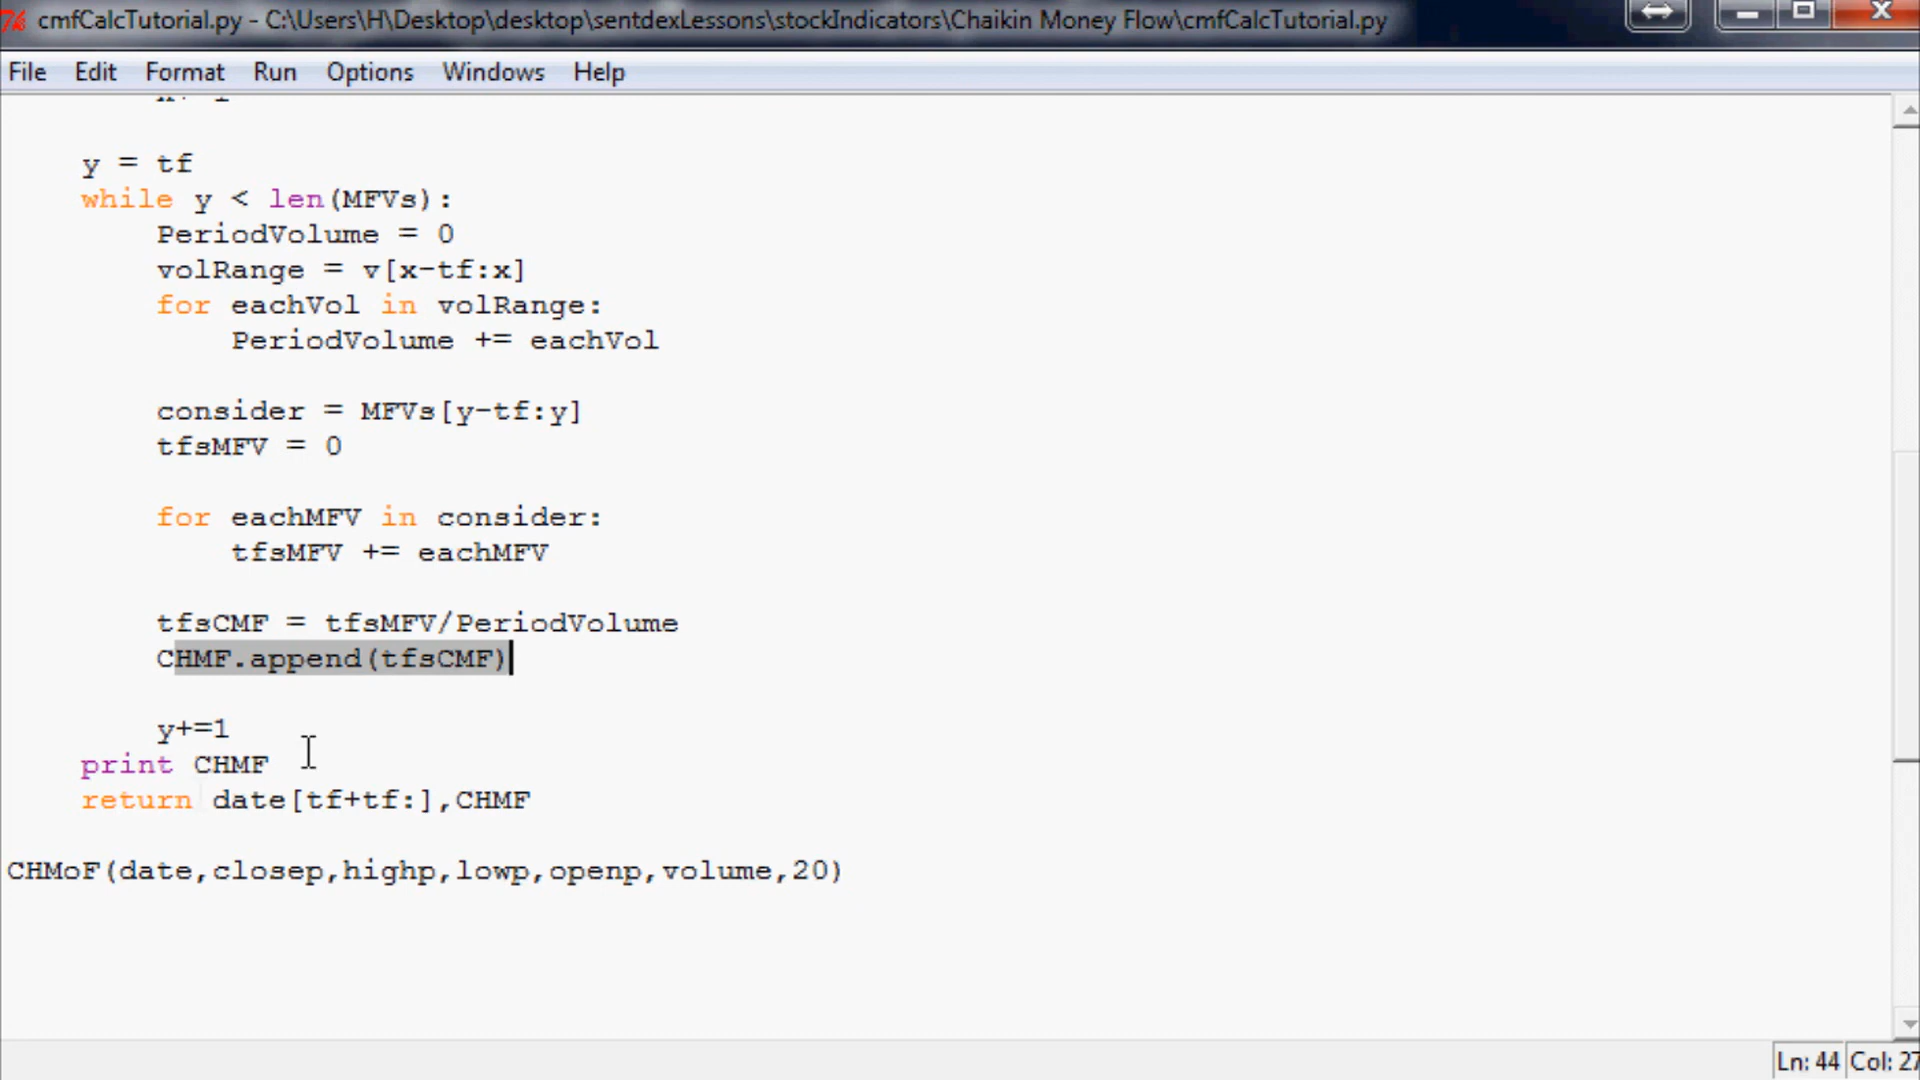 cmfCalcTutorial.py - C:\Users\H\Desktop\desktop\sentdexLessons\stockIndicators\Chaikin Money Flow\cmfCalcTutorial.py
File Edit Format Run Options Windows Help
y = tf
while y < len(MFVs):
PeriodVolume = 0
volRange = v[x-tf:x]
for eachVol in volRange:
PeriodVolume += eachVol
consider = MFVs[y-tf:y]
tfsMFV = 0
for eachMFV in consider:
tfsMFV += eachMFV
tfsCMF = tfsMFV/PeriodVolume
CHMF.append(tfsCMF)
y+=1
print CHMF
return date[tf+tf:],CHMF
CHMoF(date,closep,highp,lowp,openp,volume,20)
Ln: 44 Col: 27